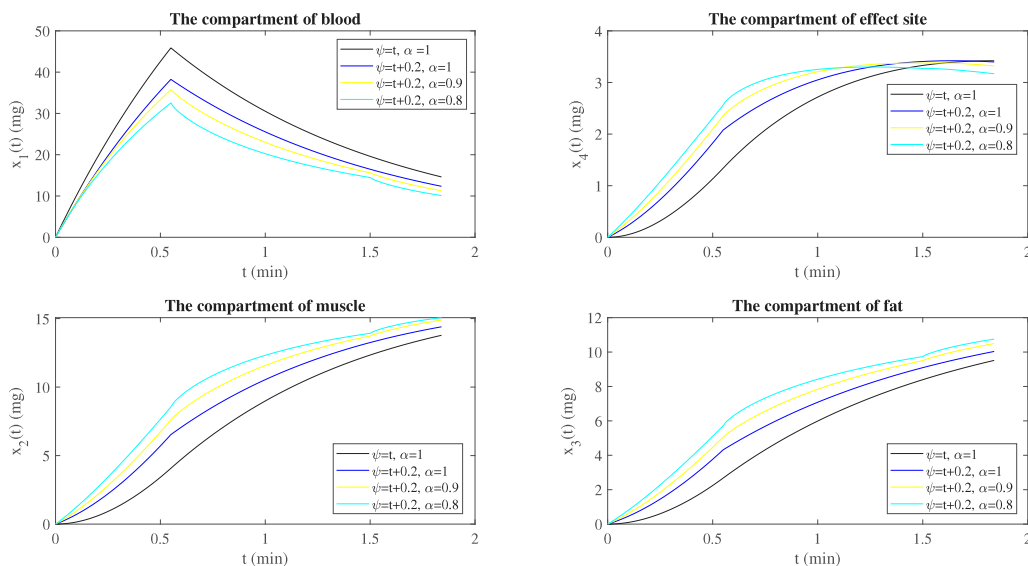 The compartment of blood
50
40
30
20
10
0
x₁(t) (mg)
0 0.5 1 1.5 2
t (min)
ψ=t, α =1
ψ=t+0.2, α=1
ψ=t+0.2, α=0.9
ψ=t+0.2, α=0.8
The compartment of effect site
4
3
2
1
0
x₄(t) (mg)
0 0.5 1 1.5 2
t (min)
ψ=t, α=1
ψ=t+0.2, α=1
ψ=t+0.2, α=0.9
ψ=t+0.2, α=0.8
The compartment of muscle
15
10
5
0
x₂(t) (mg)
0 0.5 1 1.5 2
t (min)
ψ=t, α=1
ψ=t+0.2, α=1
ψ=t+0.2, α=0.9
ψ=t+0.2, α=0.8
The compartment of fat
12
10
8
6
4
2
0
x₃(t) (mg)
0 0.5 1 1.5 2
t (min)
ψ=t, α=1
ψ=t+0.2, α=1
ψ=t+0.2, α=0.9
ψ=t+0.2, α=0.8